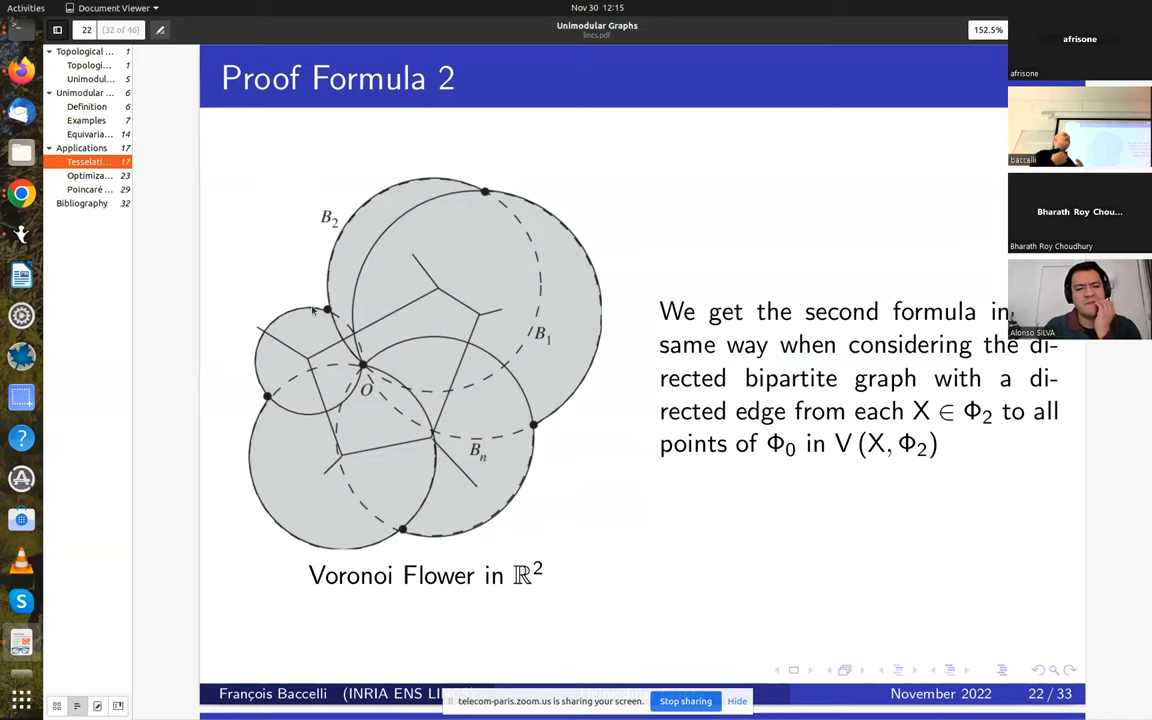 Activities
Document Viewer
Nov 30 12:15
22
(32 of 46)
Unimodular Graphs
lincs.pdf
152.5%
Topological ... 1
Topologi... 1
Unimodul... 5
Unimodular ... 6
Definition 6
Examples 7
Equivaria... 14
Applications 17
Tesselati... 17
Optimiza... 23
Poincaré ... 29
Bibliography 32
Proof Formula 2
B2
B1
O
B̅n
Voronoi Flower in ℝ²
We get the second formula in
same way when considering the di-
rected bipartite graph with a di-
rected edge from each X ∈ Φ2 to all
points of Φ0 in V (X, Φ2)
afrisone
afrisone
baccelli
Bharath Roy Chou...
Bharath Roy Choudhury
Alonso SILVA
François Baccelli (INRIA ENS LI
November 2022
22 / 33
telecom-paris.zoom.us is sharing your screen.
Stop sharing
Hide